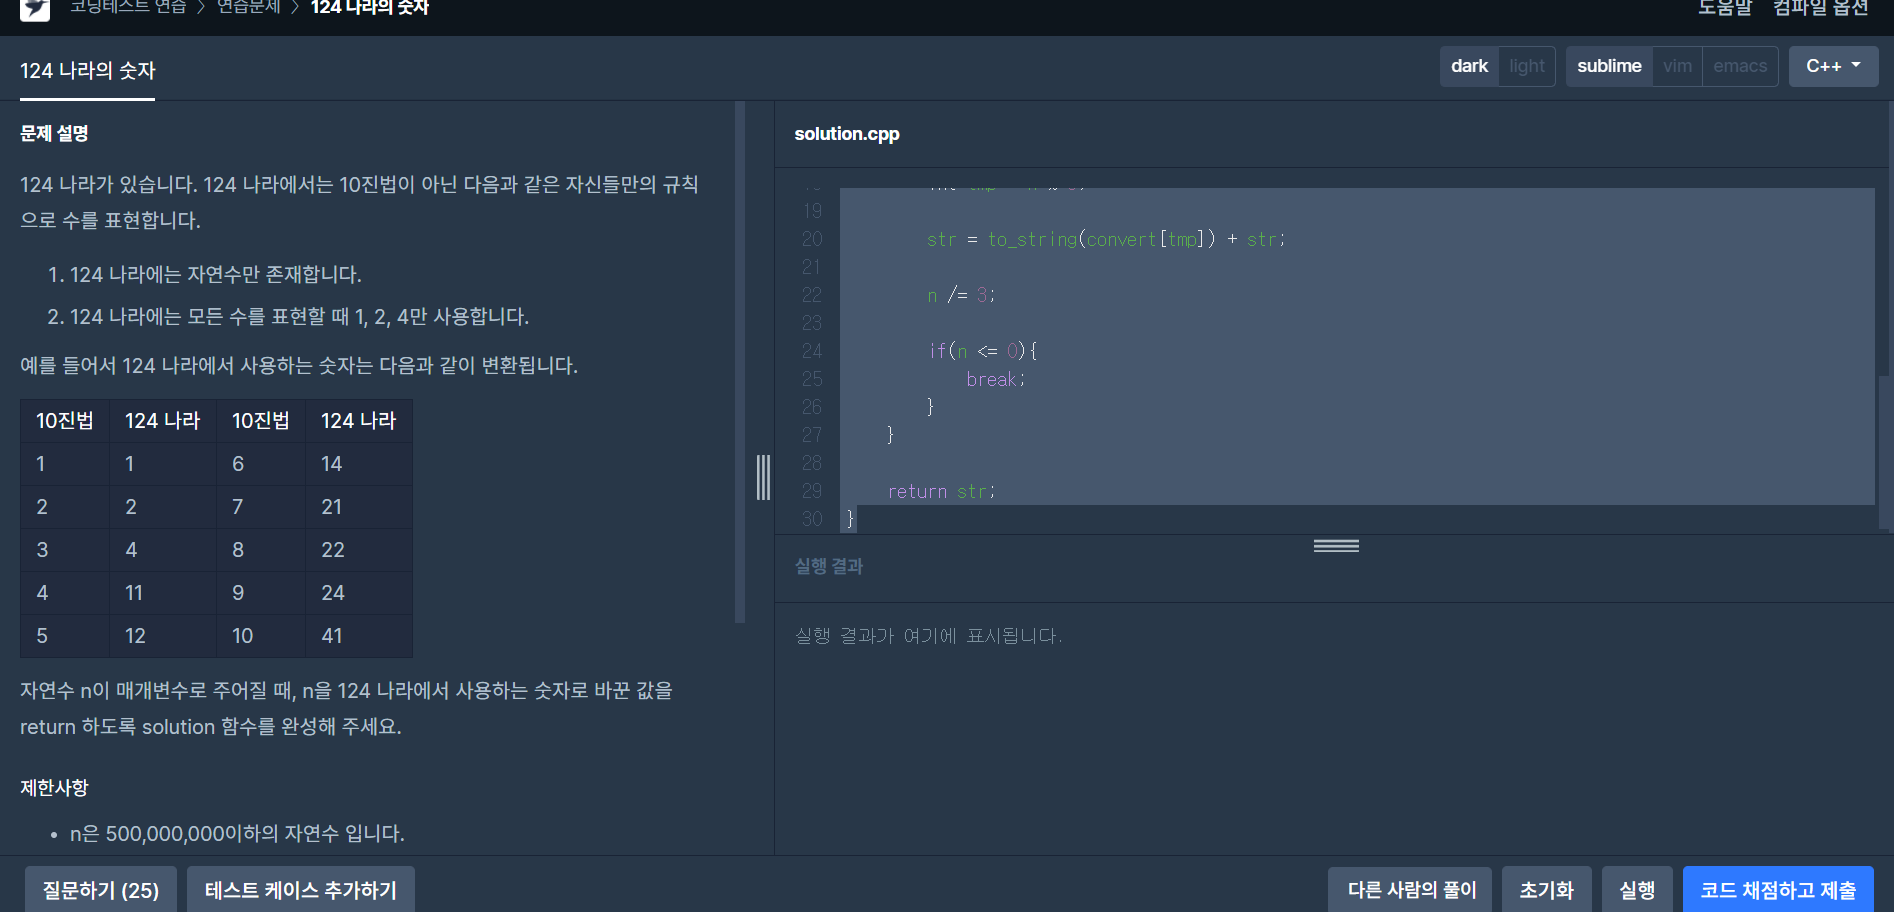 코딩테스트 연습 〉 연습문제 〉 124 나라의 숫자
도움말 컴파일 옵션
124 나라의 숫자
dark light sublime vim emacs C++
문제 설명
124 나라가 있습니다. 124 나라에서는 10진법이 아닌 다음과 같은 자신들만의 규칙
으로 수를 표현합니다.
1. 124 나라에는 자연수만 존재합니다.
2. 124 나라에는 모든 수를 표현할 때 1, 2, 4만 사용합니다.
예를 들어서 124 나라에서 사용하는 숫자는 다음과 같이 변환됩니다.
10진법 124 나라 10진법 124 나라
1 1 6 14
2 2 7 21
3 4 8 22
4 11 9 24
5 12 10 41
자연수 n이 매개변수로 주어질 때, n을 124 나라에서 사용하는 숫자로 바꾼 값을
return 하도록 solution 함수를 완성해 주세요.
제한사항
• n은 500,000,000이하의 자연수 입니다.
solution.cpp
19
20 str = to_string(convert[tmp]) + str;
21
22 n /= 3;
23
24 if(n <= 0){
25 break;
26 }
27 }
28
29 return str;
30 }
실행 결과
실행 결과가 여기에 표시됩니다.
질문하기 (25) 테스트 케이스 추가하기
다른 사람의 풀이 초기화 실행 코드 채점하고 제출